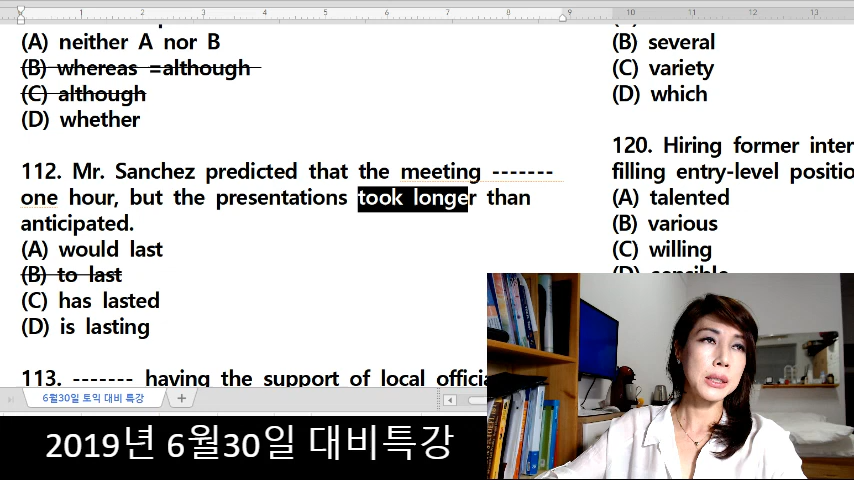 (A) neither A nor B
(B) whereas =although
(C) although
(D) whether
112. Mr. Sanchez predicted that the meeting -------
one hour, but the presentations took longer than
anticipated.
(A) would last
(B) to last
(C) has lasted
(D) is lasting
113. ------- having the support of local
(B) several
(C) variety
(D) which
120. Hiring former
filling entry-level
(A) talented
(B) various
(C) willing
(D) sensible
6월30일 토익 대비 특강
2019년 6월30일 대비특강